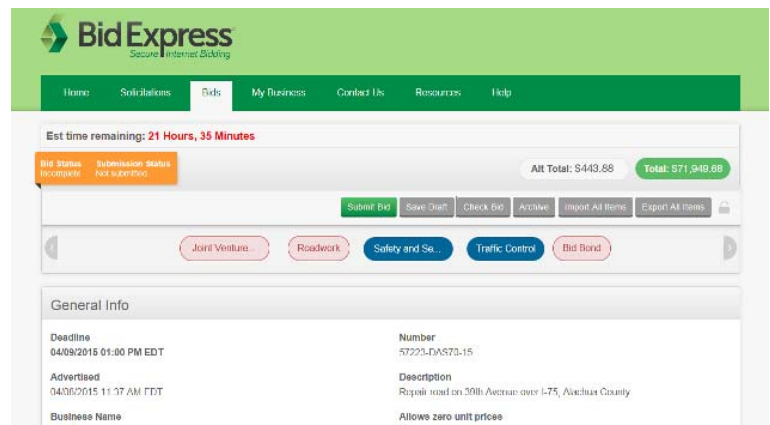 Bid Express
Secure Internet Bidding
Home Solicitations Bids My Business Contact Us Resources Help
Est time remaining: 21 Hours, 35 Minutes
Bid Status Submission Status
Incomplete Not submitted
Alt Total: $443.88 Total: $71,949.68
Submit Bid Save Draft Check Bid Archive Import All Items Export All Items
Joint Venture... Roadwork Safety and Se... Traffic Control Bid Bond
General Info
Deadline Number
04/09/2015 01:00 PM EDT 57223-DAS70-15
Advertised Description
04/08/2015 11:37 AM EDT Repair road on 39th Avenue over I-75, Alachua County
Business Name Allows zero unit prices